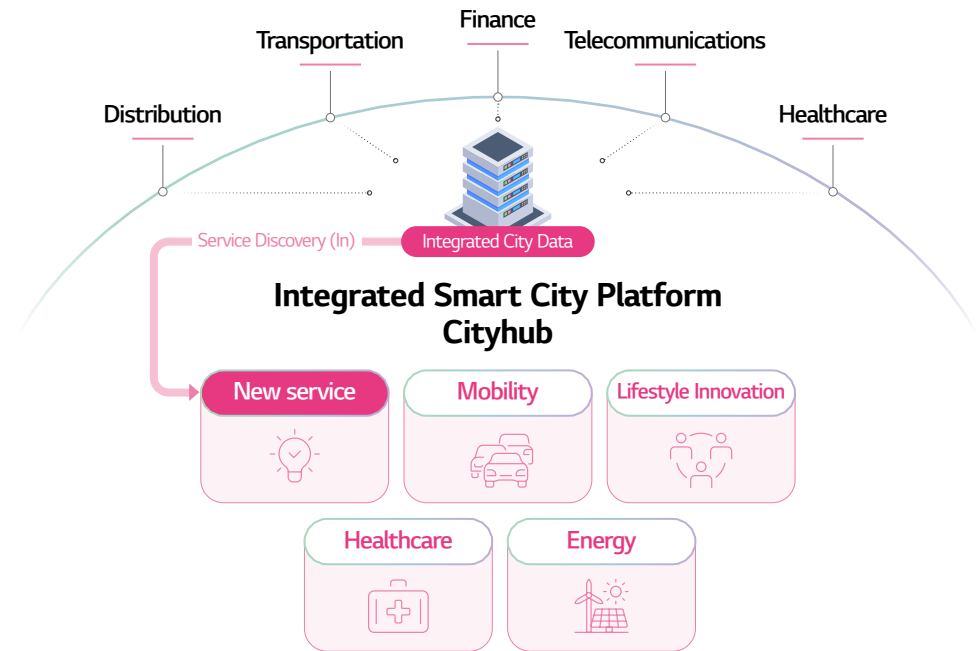 Finance
Transportation
Telecommunications
Distribution
Healthcare
Service Discovery (In)
Integrated City Data
Integrated Smart City Platform
Cityhub
New service
Mobility
Lifestyle Innovation
Healthcare
Energy